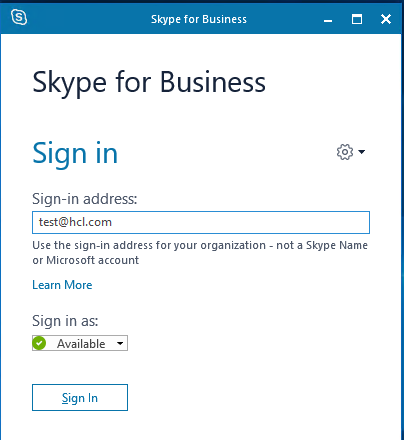 Skype for Business
Skype for Business
Sign in
Sign-in address:
test@hcl.com
Use the sign-in address for your organization - not a Skype Name
or Microsoft account
Learn More
Sign in as:
Available
Sign In